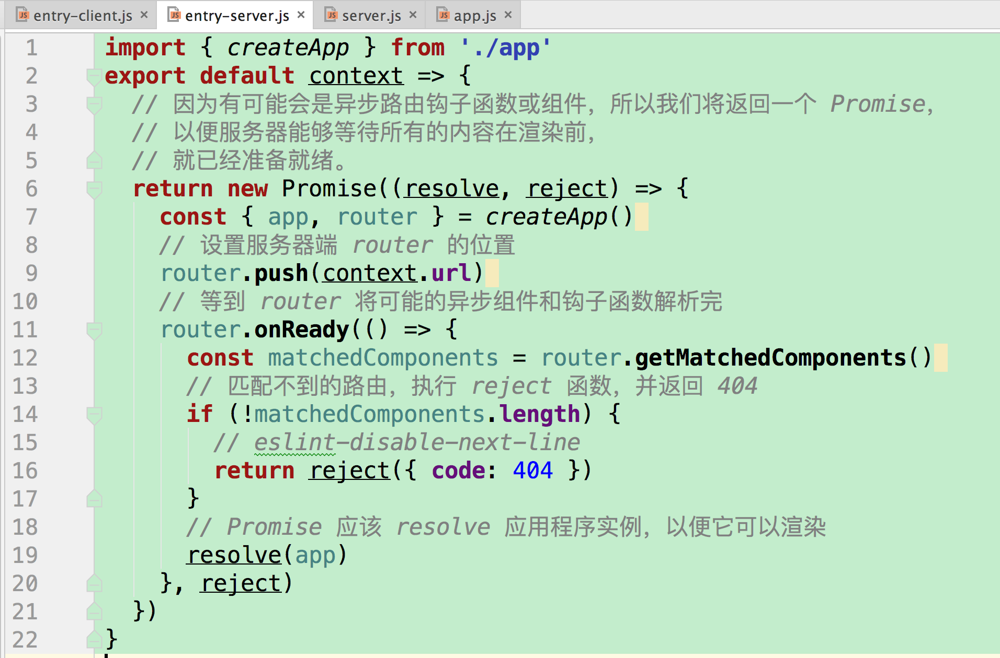 entry-client.js × entry-server.js × server.js × app.js ×
1 import { createApp } from './app'
2 export default context => {
3 // 因为有可能会是异步路由钩子函数或组件，所以我们将返回一个 Promise，
4 // 以便服务器能够等待所有的内容在渲染前，
5 // 就已经准备就绪。
6 return new Promise((resolve, reject) => {
7 const { app, router } = createApp()
8 // 设置服务器端 router 的位置
9 router.push(context.url)
10 // 等到 router 将可能的异步组件和钩子函数解析完
11 router.onReady(() => {
12 const matchedComponents = router.getMatchedComponents()
13 // 匹配不到的路由，执行 reject 函数，并返回 404
14 if (!matchedComponents.length) {
15 // eslint-disable-next-line
16 return reject({ code: 404 })
17 }
18 // Promise 应该 resolve 应用程序实例，以便它可以渲染
19 resolve(app)
20 }, reject)
21 })
22 }